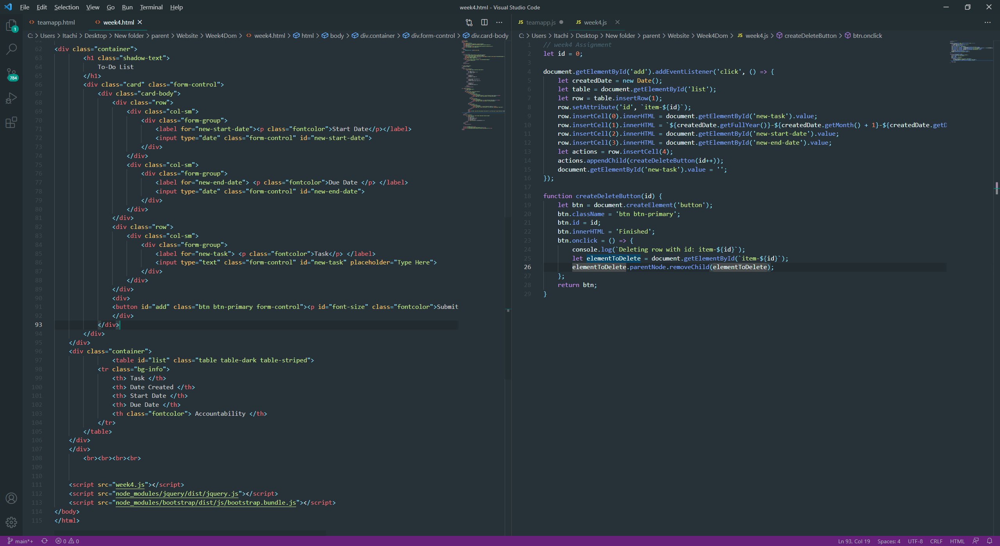 File Edit Selection View Go Run Terminal Help
week4.html - Visual Studio Code
teamapp.html week4.html
C: > Users > Itachi > Desktop > New folder > parent > Website > Week4Dom > week4.html > html > body > div.container > div.form-control > div.card-body
1
784
62 <div class="container">
63 <h1 class="shadow-text">
64 To-Do List
65 </h1>
66 <div class="card" class="form-control">
67 <div class="card-body">
68 <div class="row">
69 <div class="col-sm">
70 <div class="form-group">
71 <label for="new-start-date"><p class="fontcolor">Start Date</p></label>
72 <input type="date" class="form-control" id="new-start-date">
73 </div>
74 </div>
75 <div class="col-sm">
76 <div class="form-group">
77 <label for="new-end-date"> <p class="fontcolor">Due Date </p> </label>
78 <input type="date" class="form-control" id="new-end-date">
79 </div>
80 </div>
81 </div>
82 <div class="row">
83 <div class="col-sm">
84 <div class="form-group">
85 <label for="new-task"> <p class="fontcolor">Task</p> </label>
86 <input type="text" class="form-control" id="new-task" placeholder="Type Here">
87 </div>
88 </div>
89 </div>
90 <div>
91 <button id="add" class="btn btn-primary form-control"><p id="font-size" class="fontcolor">Submit
92 </div>
93 </div>
94 </div>
95 </div>
96 <div class="container">
97 <table id="list" class="table table-dark table-striped">
98 <tr class="bg-info">
99 <th> Task </th>
100 <th> Date Created </th>
101 <th> Start Date </th>
102 <th> Due Date </th>
103 <th class="fontcolor"> Accountability </th>
104 </tr>
105 </table>
106 </div>
107 </div>
108 <br><br><br><br>
109
110
111 <script src="week4.js"></script>
112 <script src="node_modules/jquery/dist/jquery.js"></script>
113 <script src="node_modules/bootstrap/dist/js/bootstrap.bundle.js"></script>
114 </body>
115 </html>
JS teamapp.js JS week4.js
C: > Users > Itachi > Desktop > New folder > parent > Website > Week4Dom > JS week4.js > createDeleteButton > btn.onclick
1 // week4 Assignment
2 let id = 0;
3
4 document.getElementById('add').addEventListener('click', () => {
5 let createdDate = new Date();
6 let table = document.getElementById('list');
7 let row = table.insertRow(1);
8 row.setAttribute('id', `item-${id}`);
9 row.insertCell(0).innerHTML = document.getElementById('new-task').value;
10 row.insertCell(1).innerHTML = `${createdDate.getFullYear()}-${createdDate.getMonth() + 1}-${createdDate.getD
11 row.insertCell(2).innerHTML = document.getElementById('new-start-date').value;
12 row.insertCell(3).innerHTML = document.getElementById('new-end-date').value;
13 let actions = row.insertCell(4);
14 actions.appendChild(createDeleteButton(id++));
15 document.getElementById('new-task').value = '';
16 });
17
18 function createDeleteButton(id) {
19 let btn = document.createElement('button');
20 btn.className = 'btn btn-primary';
21 btn.id = id;
22 btn.innerHTML = 'Finished';
23 btn.onclick = () => {
24 console.log(`Deleting row with id: item-${id}`);
25 let elementToDelete = document.getElementById(`item-${id}`);
26 elementToDelete.parentNode.removeChild(elementToDelete);
27 };
28 return btn;
29 }
main*+ 0 0
Ln 93, Col 19 Spaces: 4 UTF-8 CRLF HTML